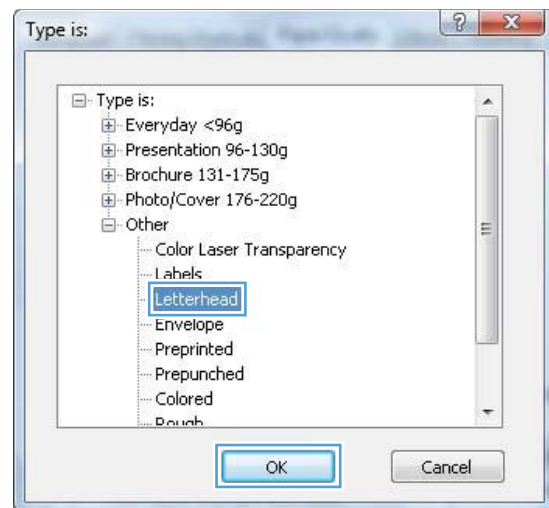 Type is:
Type is:
Everyday <96g
Presentation 96-130g
Brochure 131-175g
Photo/Cover 176-220g
Other
Color Laser Transparency
Labels
Letterhead
Envelope
Preprinted
Prepunched
Colored
Rough
OK Cancel